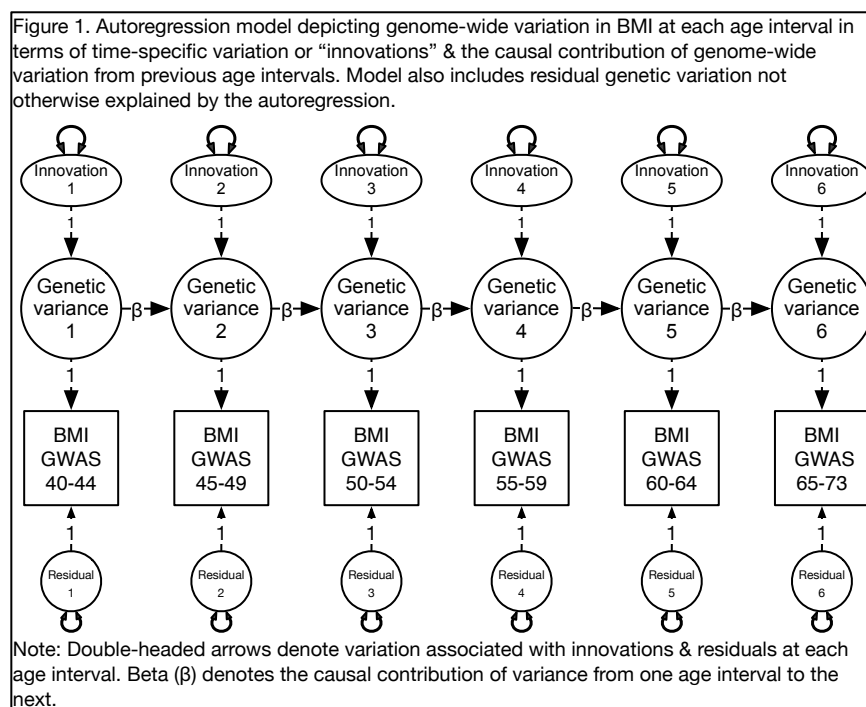 Figure 1. Autoregression model depicting genome-wide variation in BMI at each age interval in
terms of time-specific variation or “innovations” & the causal contribution of genome-wide
variation from previous age intervals. Model also includes residual genetic variation not
otherwise explained by the autoregression.
Innovation Innovation Innovation Innovation Innovation Innovation
1 2 3 4 5 6
1 1 1 1 1 1
Genetic Genetic Genetic Genetic Genetic Genetic
variance β variance β variance β variance β variance β variance
1 2 3 4 5 6
1 1 1 1 1 1
BMI BMI BMI BMI BMI BMI
GWAS GWAS GWAS GWAS GWAS GWAS
40-44 45-49 50-54 55-59 60-64 65-73
1 1 1 1 1 1
Residual Residual Residual Residual Residual Residual
1 2 3 4 5 6
Note: Double-headed arrows denote variation associated with innovations & residuals at each
age interval. Beta (β) denotes the causal contribution of variance from one age interval to the
next.